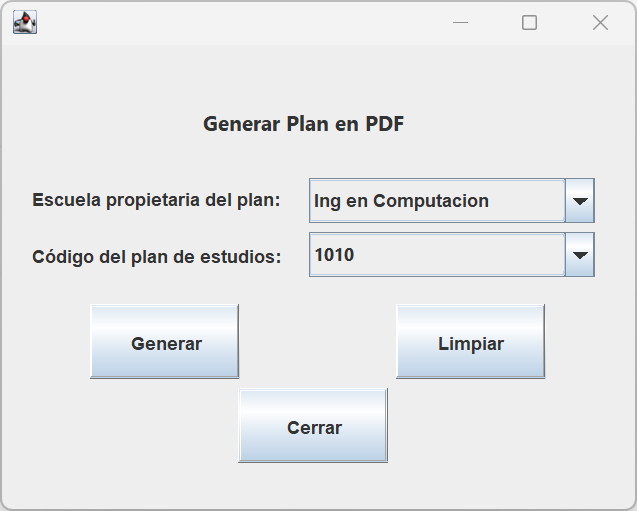 Generar Plan en PDF
Escuela propietaria del plan: Ing en Computacion
Código del plan de estudios: 1010
Generar Limpiar
Cerrar